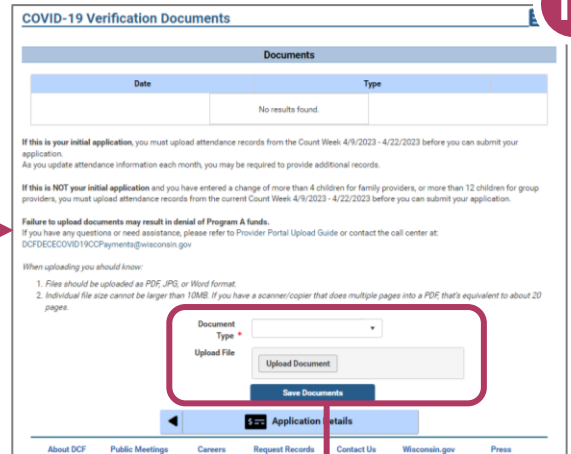 COVID-19 Verification Documents
Documents
Date Type
No results found.
If this is your initial application, you must upload attendance records from the Count Week 4/9/2023 - 4/22/2023 before you can submit your
application.
As you update attendance information each month, you may be required to provide additional records.
If this is NOT your initial application and you have entered a change of more than 4 children for family providers, or more than 12 children for group
providers, you must upload attendance records from the current Count Week 4/9/2023 - 4/22/2023 before you can submit your application.
Failure to upload documents may result in denial of Program A funds.
If you have any questions or need assistance, please refer to Provider Portal Upload Guide or contact the call center at:
DCFDECECOVID19CCPayments@wisconsin.gov
When uploading you should know:
1. Files should be uploaded as PDF, JPG, or Word format.
2. Individual file size cannot be larger than 10MB. If you have a scanner/copier that does multiple pages into a PDF, that's equivalent to about 20
pages.
Document
Type *
Upload File
Upload Document
Save Documents
Application Details
About DCF Public Meetings Careers Request Records Contact Us Wisconsin.gov Press